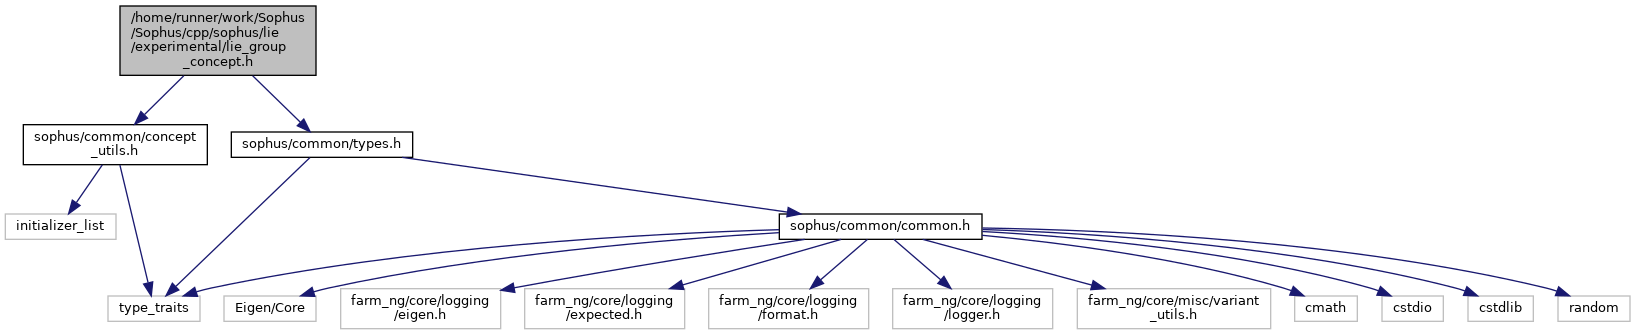 /home/runner/work/Sophus
/Sophus/cpp/sophus/lie
/experimental/lie_group
_concept.h
sophus/common/concept
_utils.h
sophus/common/types.h
initializer_list
sophus/common/common.h
type_traits
Eigen/Core
farm_ng/core/logging
/eigen.h
farm_ng/core/logging
/expected.h
farm_ng/core/logging
/format.h
farm_ng/core/logging
/logger.h
farm_ng/core/misc/variant
_utils.h
cmath
cstdio
cstdlib
random